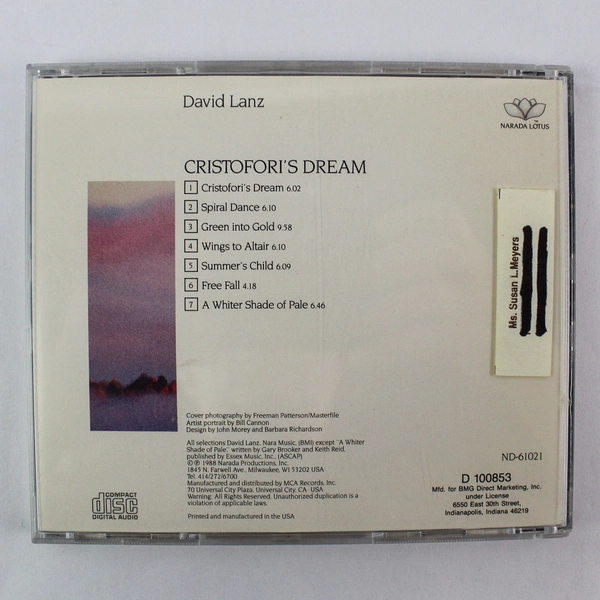 David Lanz
™
NARADA LOTUS
CRISTOFORI'S DREAM
1 Cristofori's Dream 6.02
2 Spiral Dance 6.10
3 Green into Gold 9.58
4 Wings to Altair 6.10
5 Summer's Child 6.09
6 Free Fall 4.18
7 A Whiter Shade of Pale 6.46
Ms. Susan L. Meyers
Cover photography by Freeman Patterson/Masterfile
Artist portrait by Bill Cannon
Design by John Morey and Barbara Richardson
All selections David Lanz, Nara Music, (BMI) except "A Whiter
Shade of Pale," written by Gary Brooker and Keith Reid,
published by Essex Music, Inc., (ASCAP)
© ℗ 1988 Narada Productions, Inc.
1845 N. Farwell Ave., Milwaukee, WI 53202 USA
Tel. 414/272/6700
Manufactured and distributed by MCA Records, Inc.
70 Universal City Plaza, Universal City, CA USA
Warning: All Rights Reserved. Unauthorized duplication is a
violation of applicable laws.
Printed and manufactured in the USA
COMPACT
disc
DIGITAL AUDIO
ND-61021
D 100853
Mfd. for BMG Direct Marketing, Inc.
under License
6550 East 30th Street,
Indianapolis, Indiana 46219